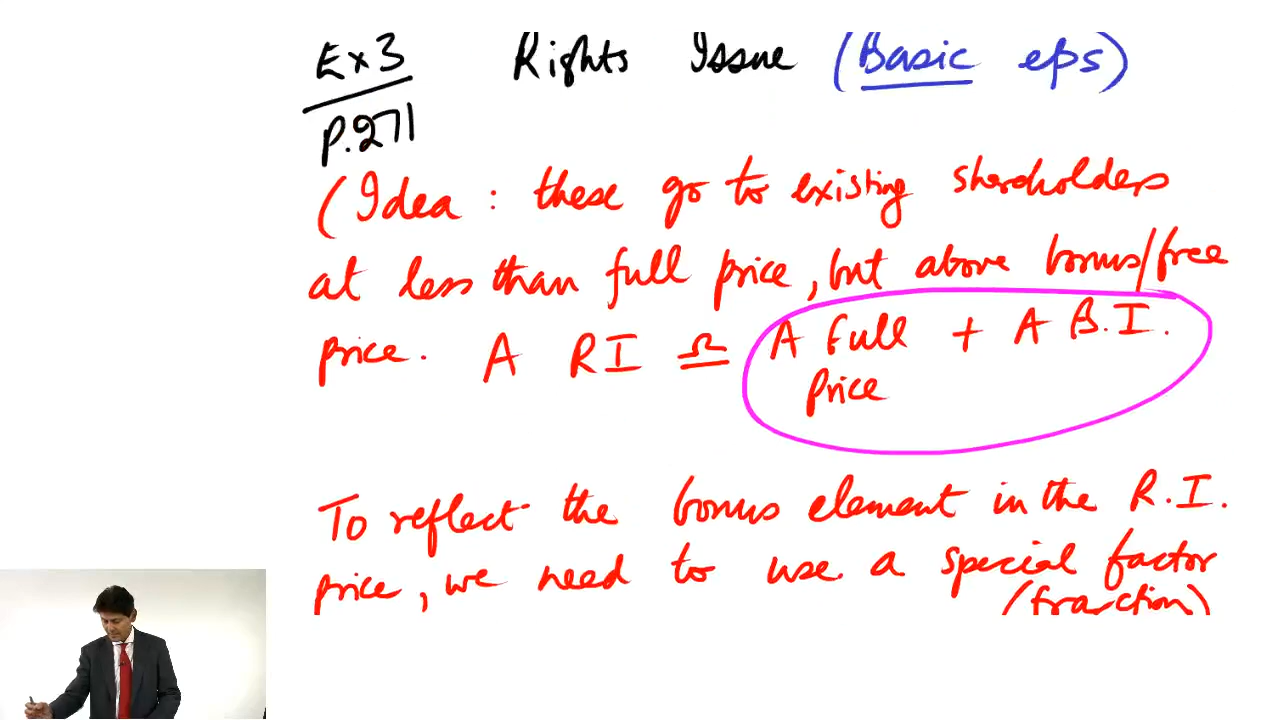 Ex 3 Rights Issue (Basic eps)
P.271
(Idea : these go to existing shareholders
at less than full price, but above bonus/free
price. A RI ≏ A Full + A B.I.
price
To reflect the bonus element in the R.I.
price, we need to use a special factor
(fraction)